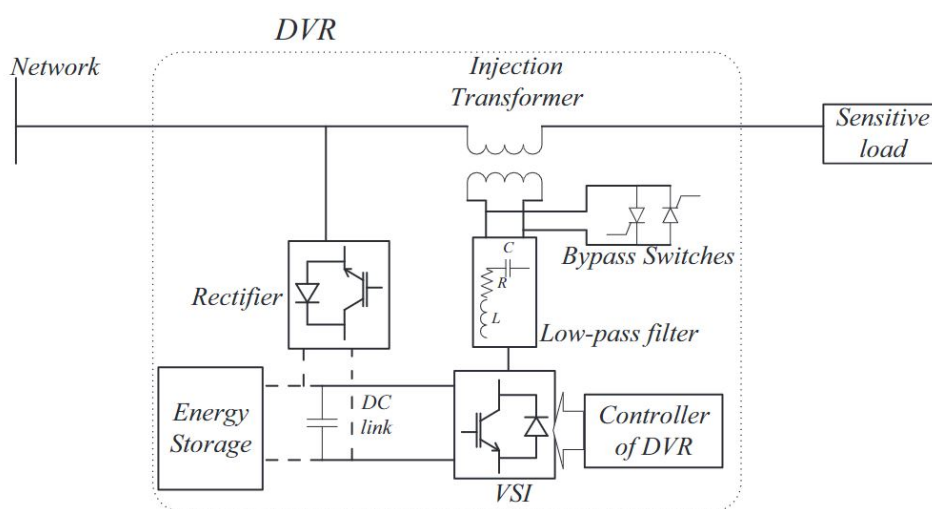 DVR
Network
Injection
Transformer
Sensitive
load
C
R
L
Bypass Switches
Rectifier
Low-pass filter
Energy
Storage
DC
link
Controller
of DVR
VSI